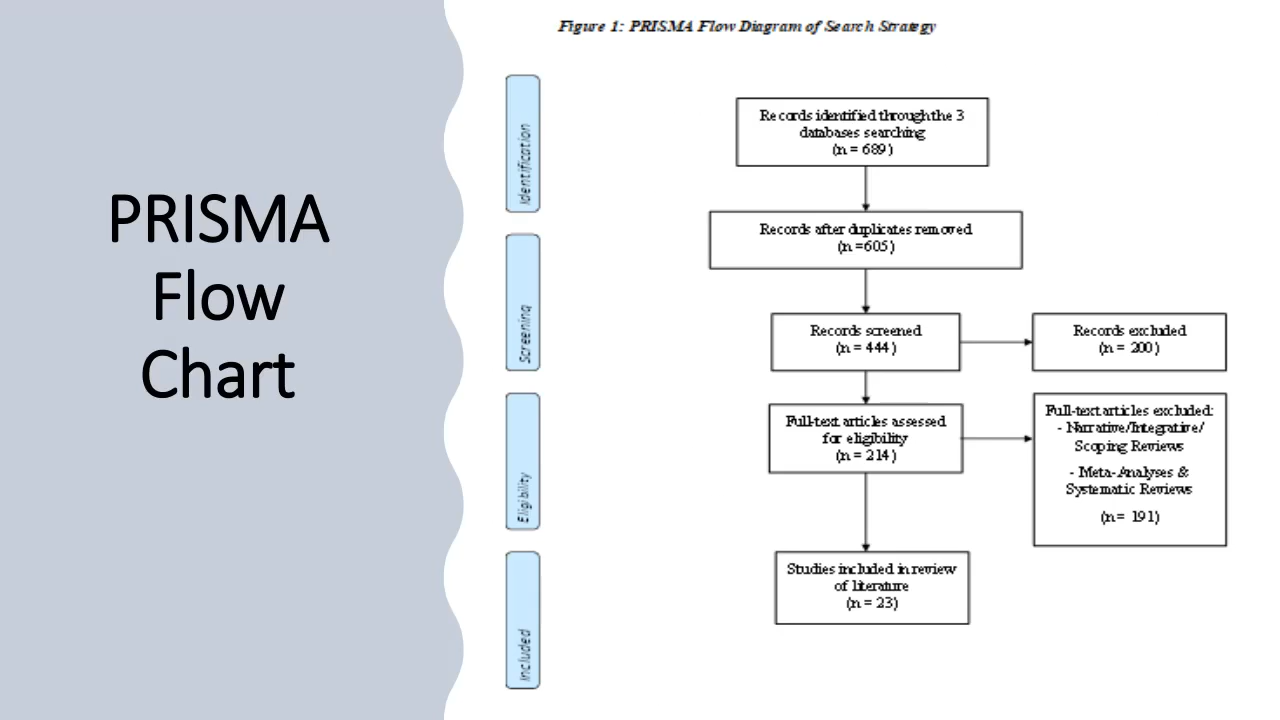 PRISMA
Flow
Chart
Figure 1: PRISMA Flow Diagram of Search Strategy
Identification
Records identified through the 3
databases searching
(n = 689)
Records after duplicates removed
(n =605)
Screening
Records screened
(n = 444)
Records excluded
(n = 200)
Eligibility
Full-text articles assessed
for eligibility
(n = 214)
Full-text articles excluded:
- Narrative/Integrative/
Scoping Reviews
- Meta-Analyses &
Systematic Reviews
(n= 191)
Included
Studies included in review
of literature
(n = 23)